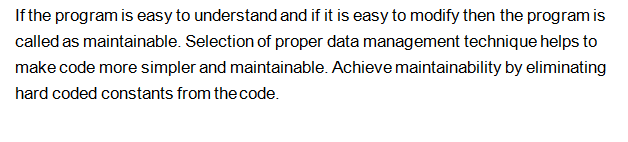 If the program is easy to understand and if it is easy to modify then the program is
called as maintainable. Selection of proper data management technique helps to
make code more simpler and maintainable. Achieve maintainability by eliminating
hard coded constants from the code.